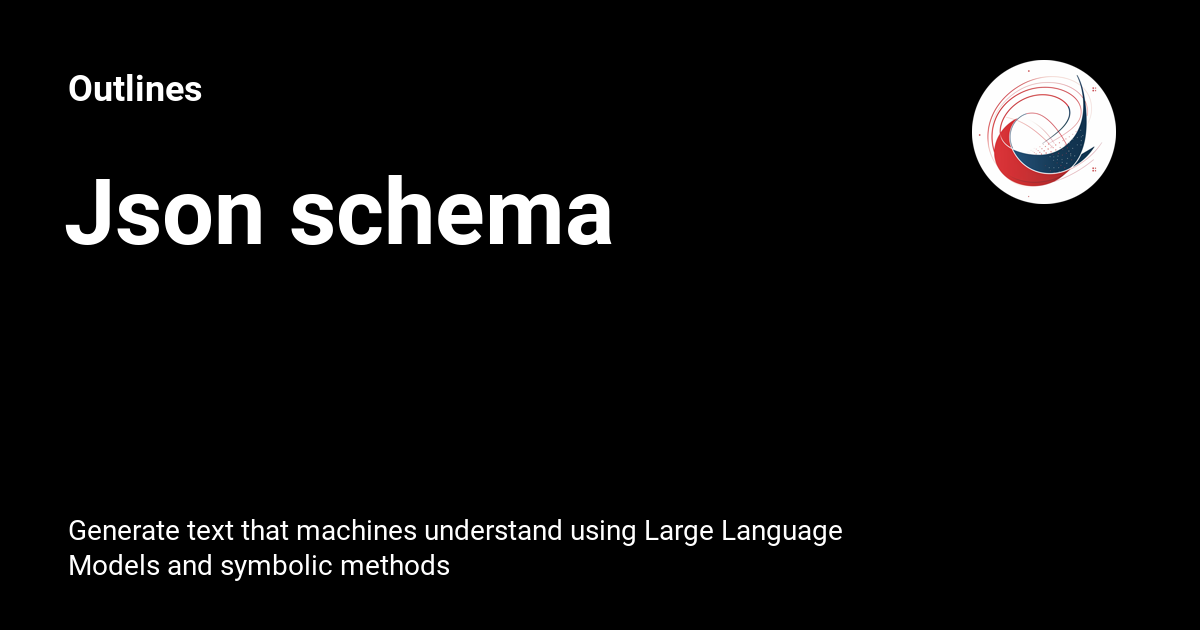 Outlines
Json schema
Generate text that machines understand using Large Language
Models and symbolic methods